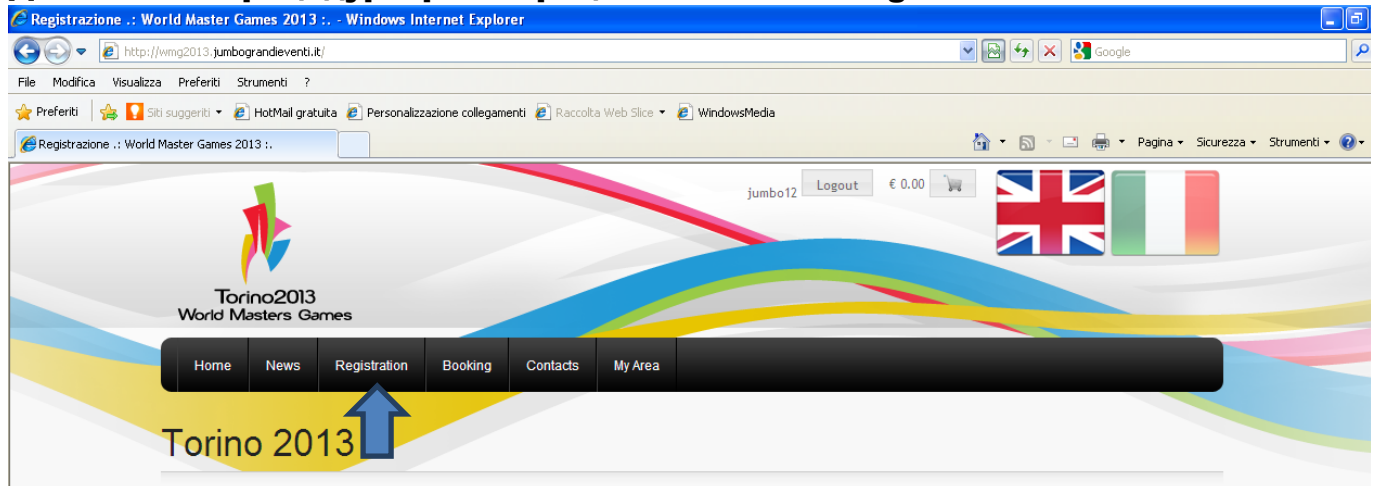 Registrazione .: World Master Games 2013 :. - Windows Internet Explorer
http://wmg2013.jumbograndieventi.it/
Google
File Modifica Visualizza Preferiti Strumenti ?
Preferiti Siti suggeriti HotMail gratuita Personalizzazione collegamenti Raccolta Web Slice WindowsMedia
Registrazione .: World Master Games 2013 :.
Pagina Sicurezza Strumenti
jumbo12 Logout € 0.00
Torino2013
World Masters Games
Home News Registration Booking Contacts My Area
Torino 2013